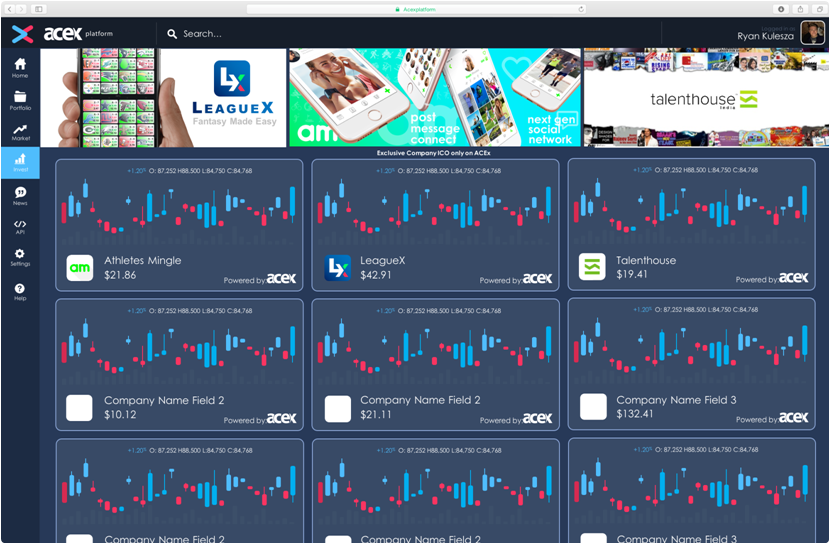 Acexplatform
acex platform
Search...
Ryan Kulesza
Home
Portfolio
Market
Invest
News
API
Settings
Help
LX
LEAGUEX
Fantasy Made Easy
am
post
message
connect
next gen
social
network
talenthouse
india
Exclusive Company ICO only on ACEx
+1.20% O: 87,252 H88,500 L:84,750 C:84,768
am
Athletes Mingle
$21.86
Powered by: acex
+1.20% O: 87,252 H88,500 L:84,750 C:84,768
LX
LeagueX
$42.91
Powered by: acex
+1.20% O: 87,252 H88,500 L:84,750 C:84,768
Talenthouse
$19.41
Powered by: acex
+1.20% O: 87,252 H88,500 L:84,750 C:84,768
Company Name Field 2
$10.12
Powered by: acex
+1.20% O: 87,252 H88,500 L:84,750 C:84,768
Company Name Field 2
$21.11
Powered by: acex
+1.20% O: 87,252 H88,500 L:84,750 C:84,768
Company Name Field 3
$132.41
Powered by: acex
+1.20% O: 87,252 H88,500 L:84,750 C:84,768
Company Name Field 2
+1.20% O: 87,252 H88,500 L:84,750 C:84,768
Company Name Field 2
+1.20% O: 87,252 H88,500 L:84,750 C:84,768
Company Name Field 3